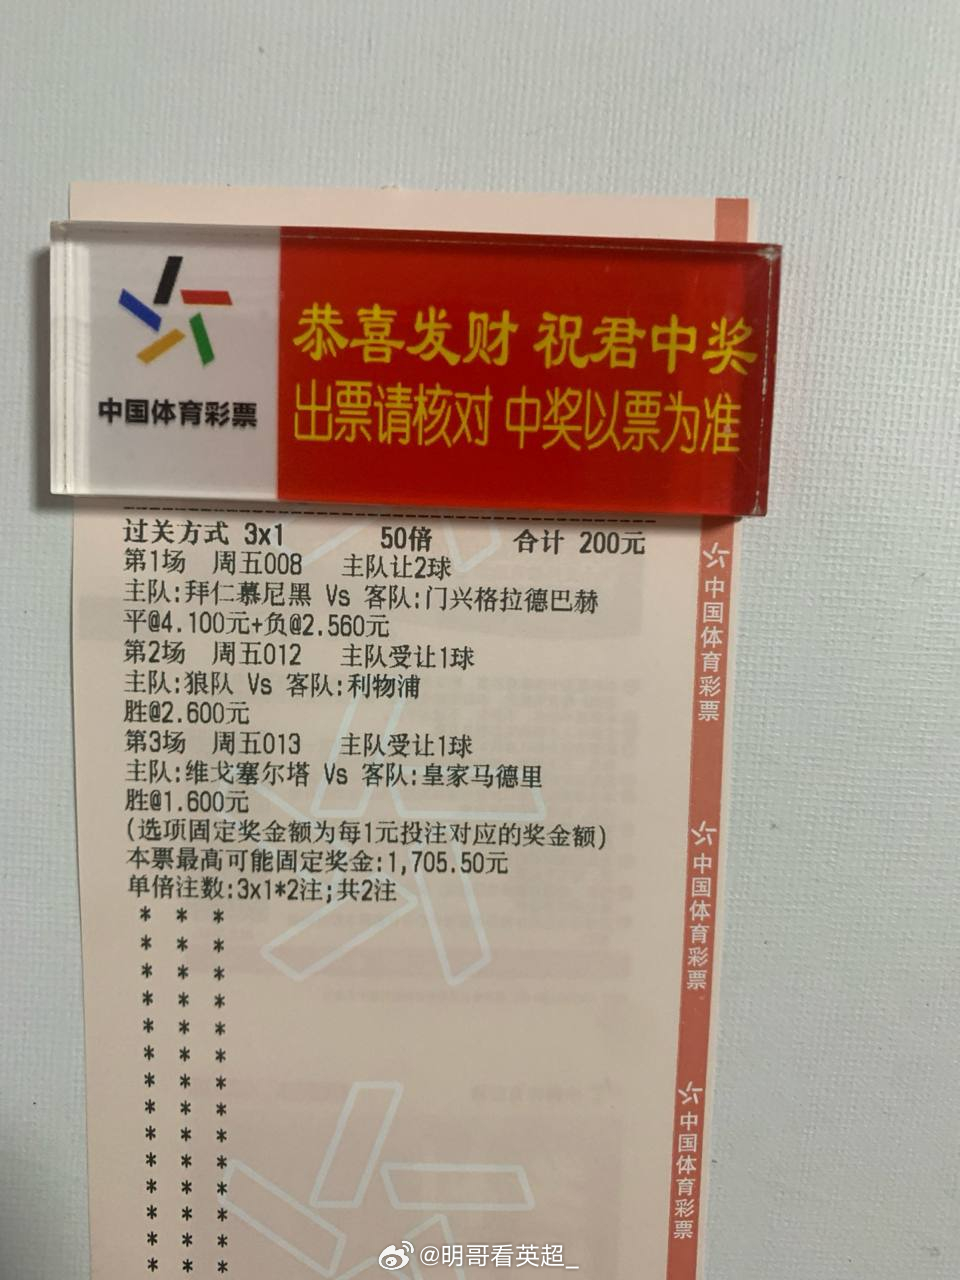 中国体育彩票
恭喜发财 祝君中奖
出票请核对 中奖以票为准
过关方式 3x1 50倍 合计 200元
第1场 周五008 主队让2球
主队:拜仁慕尼黑 Vs 客队:门兴格拉德巴赫
平@4.100元+负@2.560元
第2场 周五012 主队受让1球
主队:狼队 Vs 客队:利物浦
胜@2.600元
第3场 周五013 主队受让1球
主队:维戈塞尔塔 Vs 客队:皇家马德里
胜@1.600元
(选项固定奖金额为每1元投注对应的奖金额)
本票最高可能固定奖金:1,705.50元
单倍注数:3x1*2注;共2注
* * *
* * *
* * *
* * *
* * *
* * *
* * *
* * *
* * *
* * *
* * *
* * *
* * *
* * *
中国体育彩票
中国体育彩票
中国体育彩票
@明哥看英超_